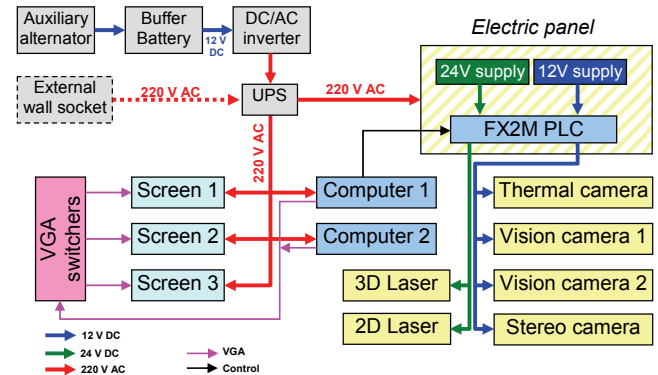 Auxiliary
alternator
Buffer
Battery
12 V
DC
DC/AC
inverter
Electric panel
24V supply
12V supply
External
wall socket
220 V AC
UPS
220 V AC
FX2M PLC
220 V AC
VGA
switchers
Screen 1
Computer 1
Thermal camera
Screen 2
Computer 2
Vision camera 1
Screen 3
3D Laser
Vision camera 2
2D Laser
Stereo camera
12 V DC
24 V DC
VGA
220 V AC
Control